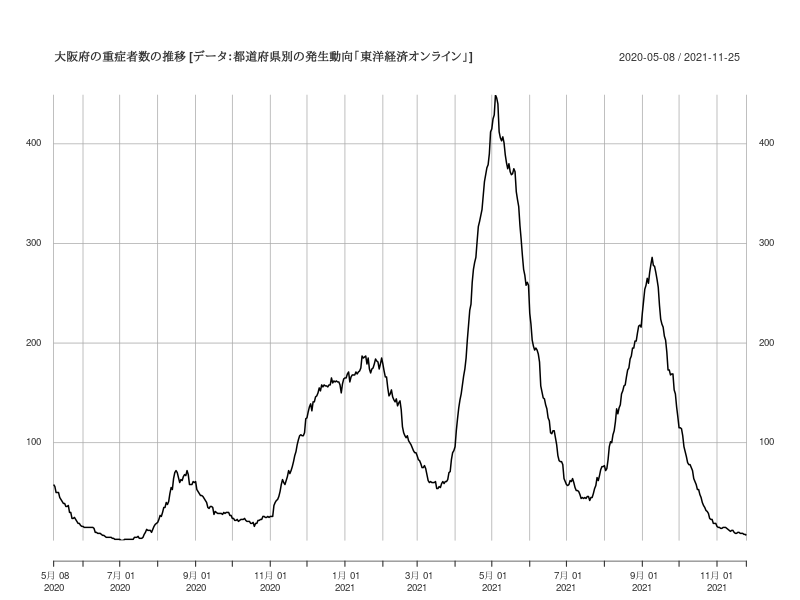 大阪府の重症者数の推移 [データ：都道府県別の発生動向「東洋経済オンライン」] 2020-05-08 / 2021-11-25
400 400
300 300
200 200
100 100
5月 08 7月 01 9月 01 11月 01 1月 01 3月 01 5月 01 7月 01 9月 01 11月 01
2020 2020 2020 2020 2021 2021 2021 2021 2021 2021